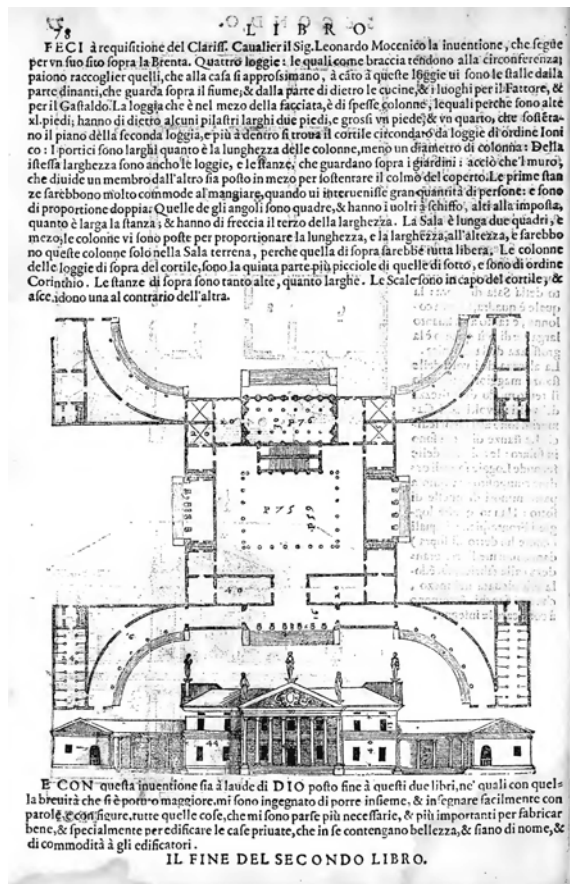 78 LIBRO
FECI à requisitione del Clariss. Caualier il Sig. Leonardo Mocenico la inuentione, che segue
per vn suo sito sopra la Brenta. Quattro loggie: le quali come braccia tendono alla circonferenza;
paiono raccoglier quelli, che alla casa si approssimano, à cãto à queste loggie ui sono le stalle dalla
parte dinanti, che guarda sopra il fiume, & dalla parte di dietro le cucine, & i luoghi per il Fattore, &
per il Gastaldo. La loggia che è nel mezo della facciata, è di spesse colonne, lequali perche sono alte
xl. piedi; hanno di dietro alcuni pilastri larghi due piedi, e grossi vn piede, & vn quarto, che sostẽta-
no il piano della seconda loggia, e più à dentro si troua il cortile circondato da loggie di ordine Ioni
co: I portici sono larghi quanto è la lunghezza delle colonne, meno un diametro di colonna: Della
istessa larghezza sono ancho le loggie, e le stanze, che guardano sopra i giardini: acciò che'l muro,
che diuide un membro dall'altro sia posto in mezo per sostentare il colmo del coperto. Le prime stan
ze sarebbono molto commode al mangiare, quando ui interuenisse gran quantità di persone: e sono
di proportione doppia: Quelle de gli angoli sono quadre, & hanno i uolti à schiffo, alti alla imposta,
quanto è larga la stanza; & hanno di freccia il terzo della larghezza. La Sala è lunga due quadri, e
mezo, le colonne vi sono poste per proportionare la lunghezza, e la larghezza, all'altezza, e sarebbo
no queste colonne solo nella Sala terrena, perche quella di sopra sarebbe tutta libera. Le colonne
delle loggie di sopra del cortile, sono la quinta parte più picciole di quelle di sotto, e sono di ordine
Corinthio. Le stanze di sopra sono tanto alte, quanto larghe. Le Scale sono in capo del cortile, &
ascendono una al contrario dell'altra.
P 76
P 75
P 59
40
44
E CON questa inuentione sia à laude di DIO posto fine à questi due libri, ne' quali con quel-
la breuità che si è potuto maggiore, mi sono ingegnato di porre insieme, & insegnare facilmente con
parole, e con figure, tutte quelle cose, che mi sono parse più necessarie, & più importanti per fabricar
bene, & specialmente per edificare le case priuate, che in se contengano bellezza, & siano di nome, &
di commodità à gli edificatori.
IL FINE DEL SECONDO LIBRO.